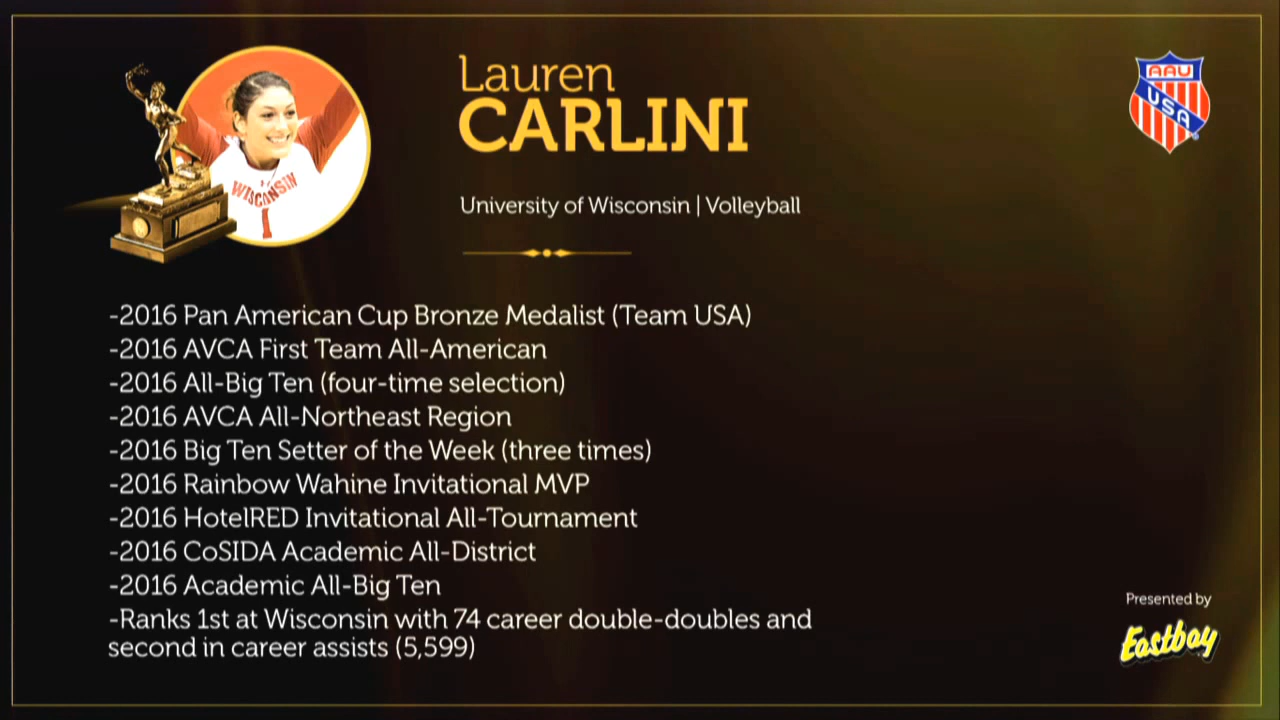 Lauren
CARLINI
AAU
USA
WISCONSIN
1
University of Wisconsin | Volleyball
-2016 Pan American Cup Bronze Medalist (Team USA)
-2016 AVCA First Team All-American
-2016 All-Big Ten (four-time selection)
-2016 AVCA All-Northeast Region
-2016 Big Ten Setter of the Week (three times)
-2016 Rainbow Wahine Invitational MVP
-2016 HotelRED Invitational All-Tournament
-2016 CoSIDA Academic All-District
-2016 Academic All-Big Ten
-Ranks 1st at Wisconsin with 74 career double-doubles and
second in career assists (5,599)
Presented by
Eastbay